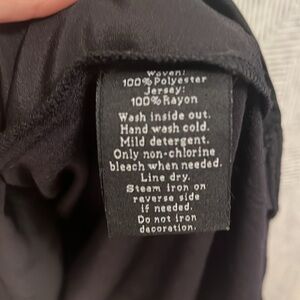 Woven:
100%Polyester
Jersey:
100%Rayon
Wash inside out.
Hand wash cold.
Mild detergent.
Only non-chlorine
bleach when needed.
Line dry.
Steam iron on
reverse side
if needed.
Do not iron
decoration.